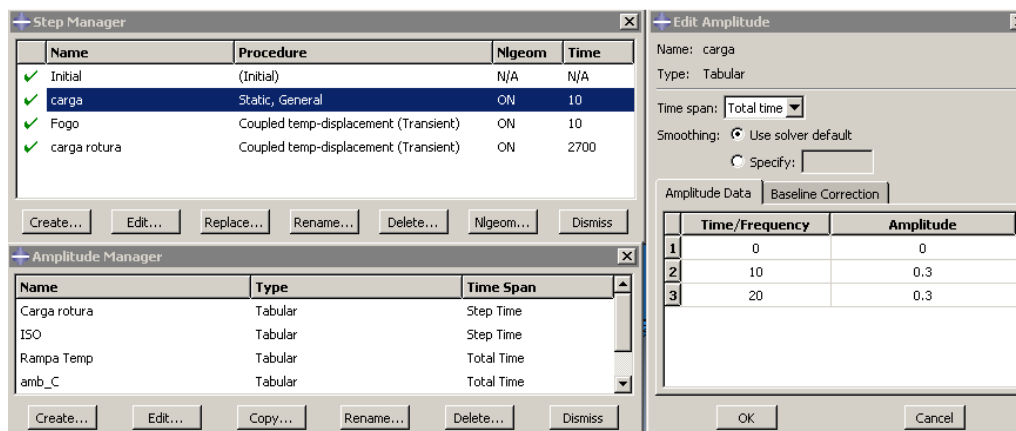 Step Manager
Name Procedure Nlgeom Time
Initial (Initial) N/A N/A
carga Static, General ON 10
Fogo Coupled temp-displacement (Transient) ON 10
carga rotura Coupled temp-displacement (Transient) ON 2700
Create... Edit... Replace... Rename... Delete... Nlgeom... Dismiss
Amplitude Manager
Name Type Time Span
Carga rotura Tabular Step Time
ISO Tabular Step Time
Rampa Temp Tabular Total Time
amb_C Tabular Total Time
Create... Edit... Copy... Rename... Delete... Dismiss
Edit Amplitude
Name: carga
Type: Tabular
Time span: Total time
Smoothing: Use solver default
Specify:
Amplitude Data Baseline Correction
Time/Frequency Amplitude
1 0 0
2 10 0.3
3 20 0.3
OK Cancel